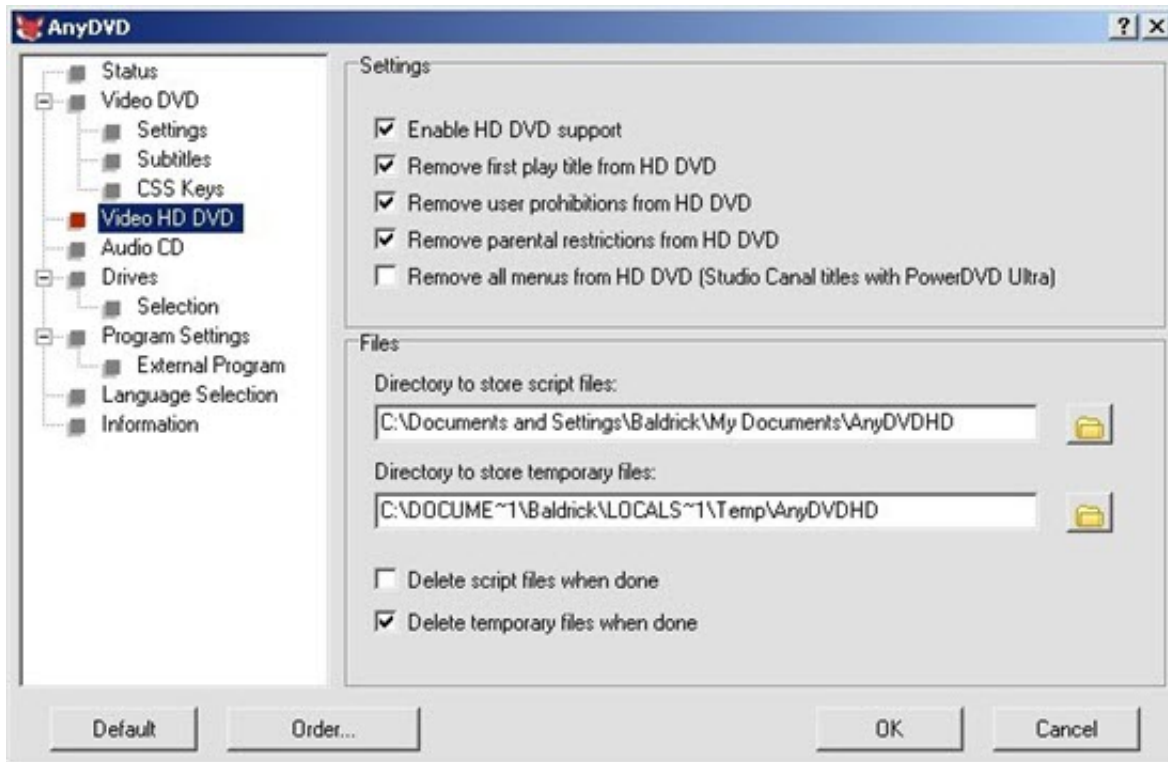 AnyDVD
Status
Video DVD
Settings
Subtitles
CSS Keys
Video HD DVD
Audio CD
Drives
Selection
Program Settings
External Program
Language Selection
Information
Settings
Enable HD DVD support
Remove first play title from HD DVD
Remove user prohibitions from HD DVD
Remove parental restrictions from HD DVD
Remove all menus from HD DVD (Studio Canal titles with PowerDVD Ultra)
Files
Directory to store script files:
C:\Documents and Settings\Baldrick\My Documents\AnyDVDHD
Directory to store temporary files:
C:\DOCUME~1\Baldrick\LOCALS~1\Temp\AnyDVDHD
Delete script files when done
Delete temporary files when done
Default Order... OK Cancel